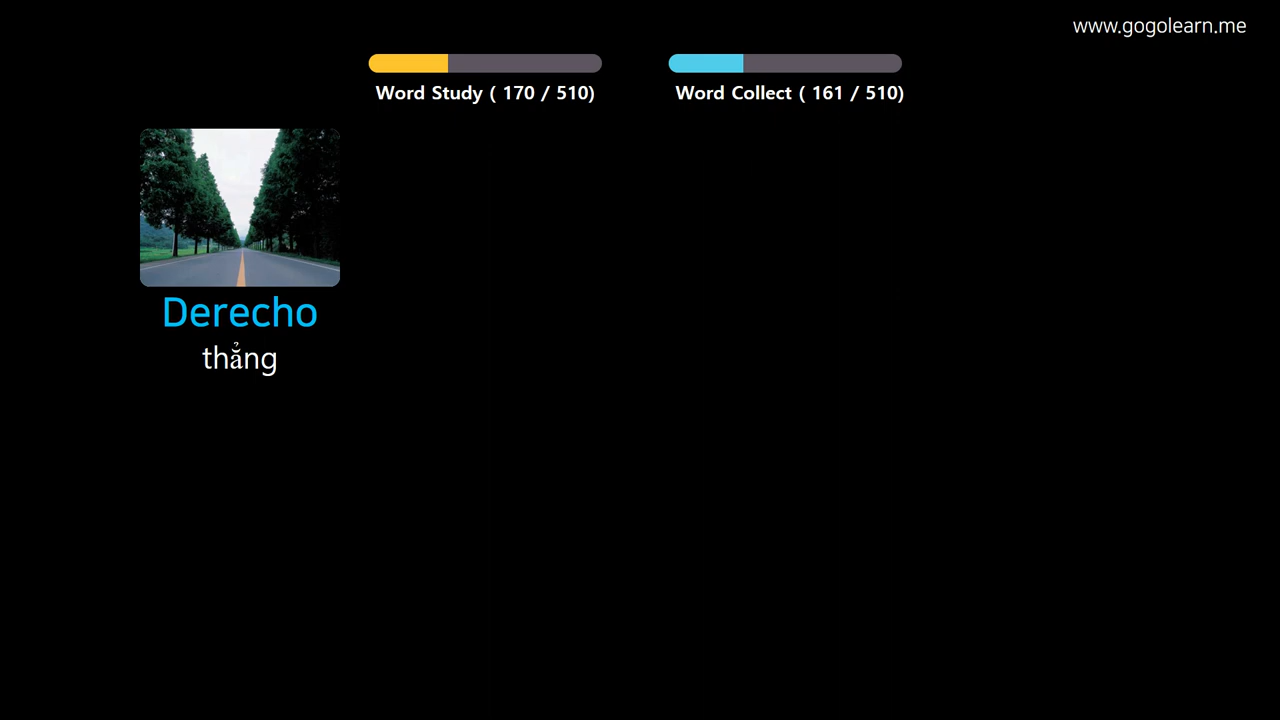 www.gogolearn.me
Word Study ( 170 / 510)
Word Collect ( 161 / 510)
Derecho
thẳng